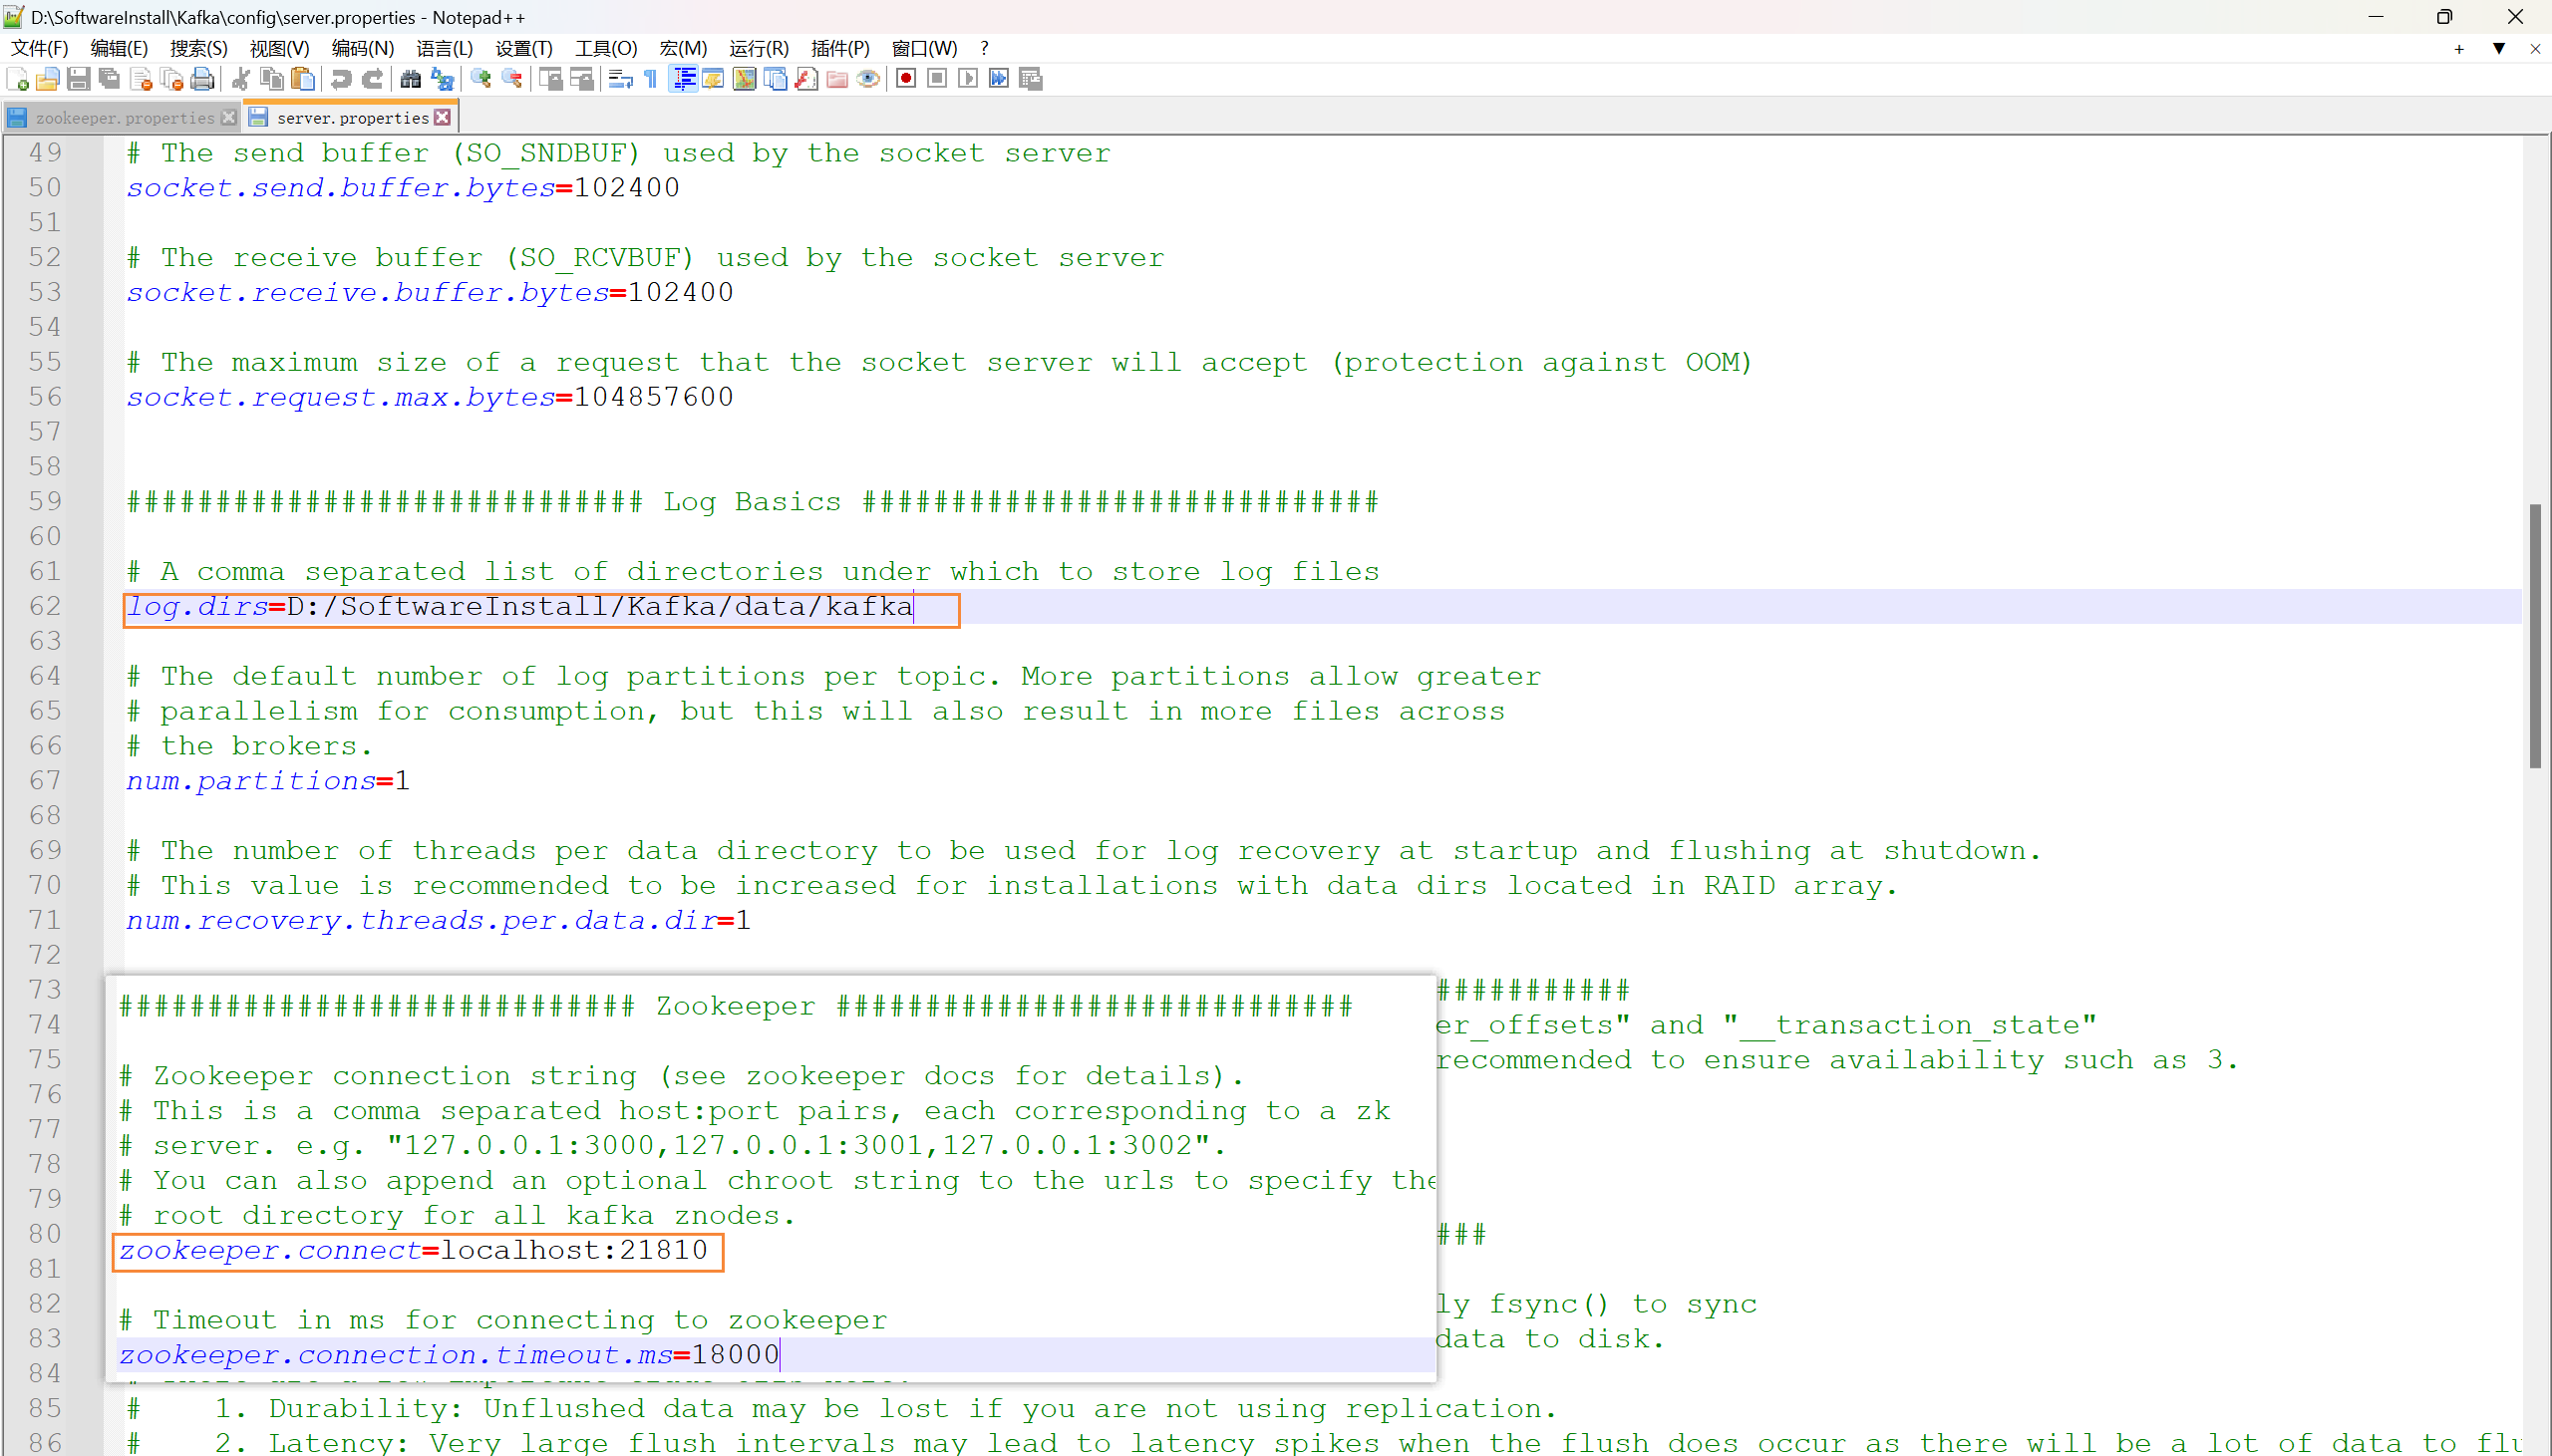 D:\SoftwareInstall\Kafka\config\server.properties - Notepad++
文件(F) 编辑(E) 搜索(S) 视图(V) 编码(N) 语言(L) 设置(T) 工具(O) 宏(M) 运行(R) 插件(P) 窗口(W) ?
zookeeper.properties server.properties
49 # The send buffer (SO_SNDBUF) used by the socket server
50 socket.send.buffer.bytes=102400
51
52 # The receive buffer (SO_RCVBUF) used by the socket server
53 socket.receive.buffer.bytes=102400
54
55 # The maximum size of a request that the socket server will accept (protection against OOM)
56 socket.request.max.bytes=104857600
57
58
59 ############################# Log Basics #############################
60
61 # A comma separated list of directories under which to store log files
62 log.dirs=D:/SoftwareInstall/Kafka/data/kafka
63
64 # The default number of log partitions per topic. More partitions allow greater
65 # parallelism for consumption, but this will also result in more files across
66 # the brokers.
67 num.partitions=1
68
69 # The number of threads per data directory to be used for log recovery at startup and flushing at shutdown.
70 # This value is recommended to be increased for installations with data dirs located in RAID array.
71 num.recovery.threads.per.data.dir=1
72
73 ###########
74 er_offsets" and "__transaction_state"
75 recommended to ensure availability such as 3.
76
77
78
79
80 ###
81
82 ly fsync() to sync
83 data to disk.
84
85 # 1. Durability: Unflushed data may be lost if you are not using replication.
86 # 2. Latency: Very large flush intervals may lead to latency spikes when the flush does occur as there will be a lot of data to flu
############################# Zookeeper #############################
# Zookeeper connection string (see zookeeper docs for details).
# This is a comma separated host:port pairs, each corresponding to a zk
# server. e.g. "127.0.0.1:3000,127.0.0.1:3001,127.0.0.1:3002".
# You can also append an optional chroot string to the urls to specify the
# root directory for all kafka znodes.
zookeeper.connect=localhost:21810
# Timeout in ms for connecting to zookeeper
zookeeper.connection.timeout.ms=18000